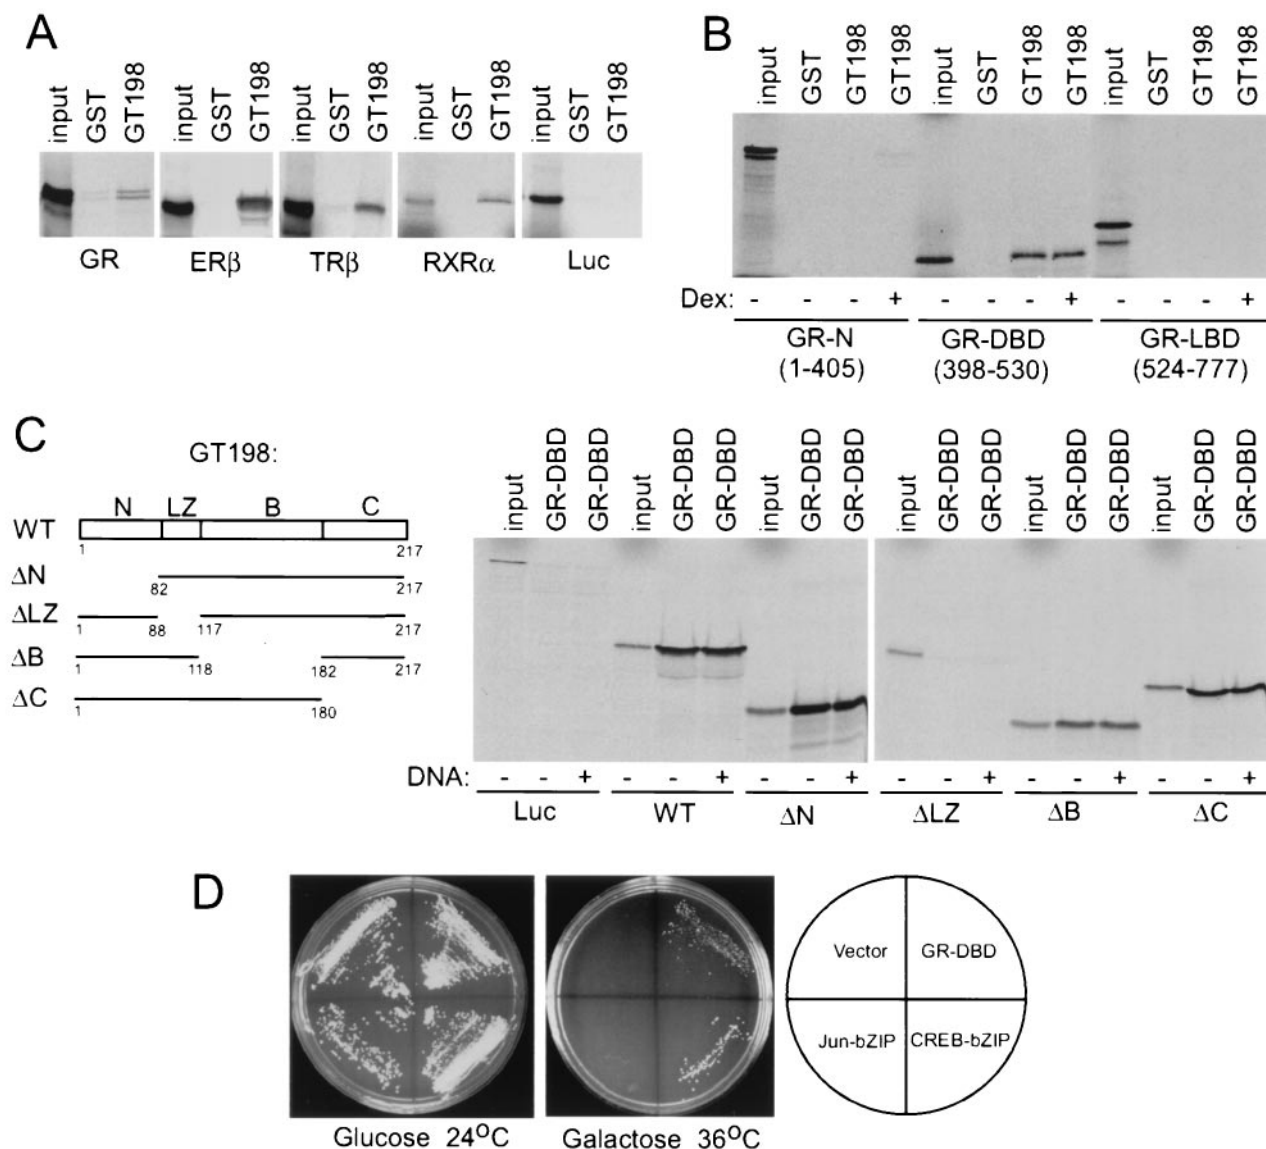 A
input GST GT198 input GST GT198 input GST GT198 input GST GT198 input GST GT198
GR ERβ TRβ RXRα Luc
B
input GST GT198 GT198 input GST GT198 GT198 input GST GT198 GT198
Dex: - - - + - - - + - - - +
GR-N GR-DBD GR-LBD
(1-405) (398-530) (524-777)
C
GT198:
N LZ B C
WT
1 217
ΔN
82 217
ΔLZ
1 88 117 217
ΔB
1 118 182 217
ΔC
1 180
input GR-DBD GR-DBD input GR-DBD GR-DBD input GR-DBD GR-DBD input GR-DBD GR-DBD input GR-DBD GR-DBD input GR-DBD GR-DBD
DNA: - - + - - + - - + - - + - - + - - +
Luc WT ΔN ΔLZ ΔB ΔC
D
Vector GR-DBD
Jun-bZIP CREB-bZIP
Glucose 24°C Galactose 36°C